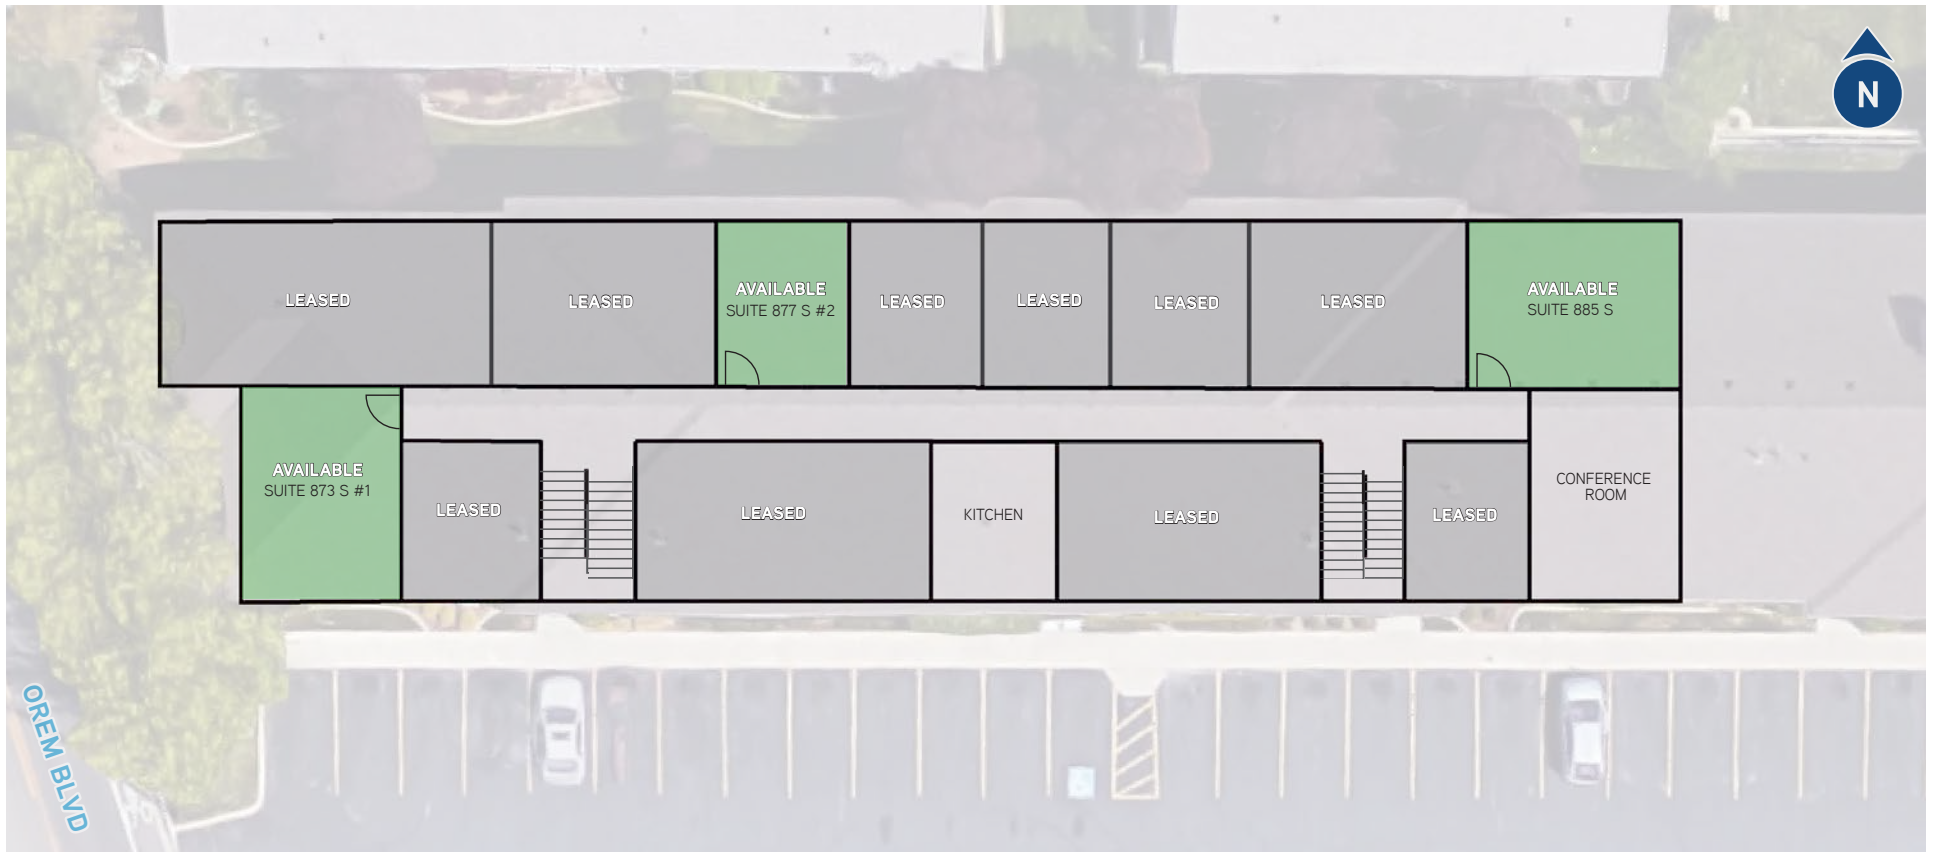 N
LEASED
LEASED
AVAILABLE
SUITE 877 S #2
LEASED
LEASED
LEASED
LEASED
AVAILABLE
SUITE 885 S
AVAILABLE
SUITE 873 S #1
LEASED
LEASED
KITCHEN
LEASED
LEASED
CONFERENCE
ROOM
OREM BLVD